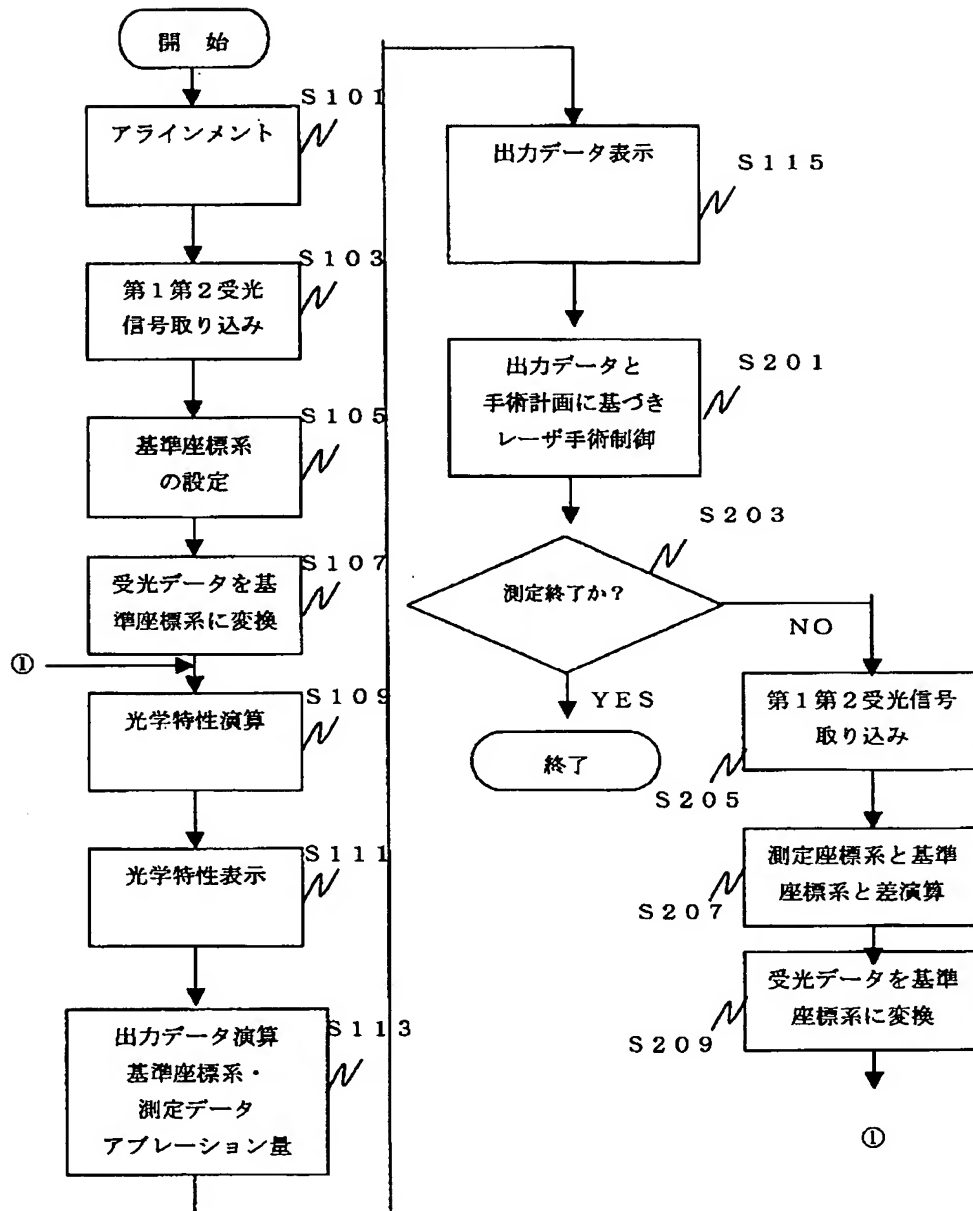 開 始
S101
アラインメント
S103
第1第2受光
信号取り込み
S105
基準座標系
の設定
S107
受光データを基
準座標系に変換
①
S109
光学特性演算
S111
光学特性表示
S113
出力データ演算
基準座標系・
測定データ
アブレーション量
出力データ表示
S115
出力データと
手術計画に基づき
レーザ手術制御
S201
S203
測定終了か?
NO
YES
終了
第1第2受光信号
取り込み
S205
測定座標系と基準
座標系と差演算
S207
受光データを基準
座標系に変換
S209
①